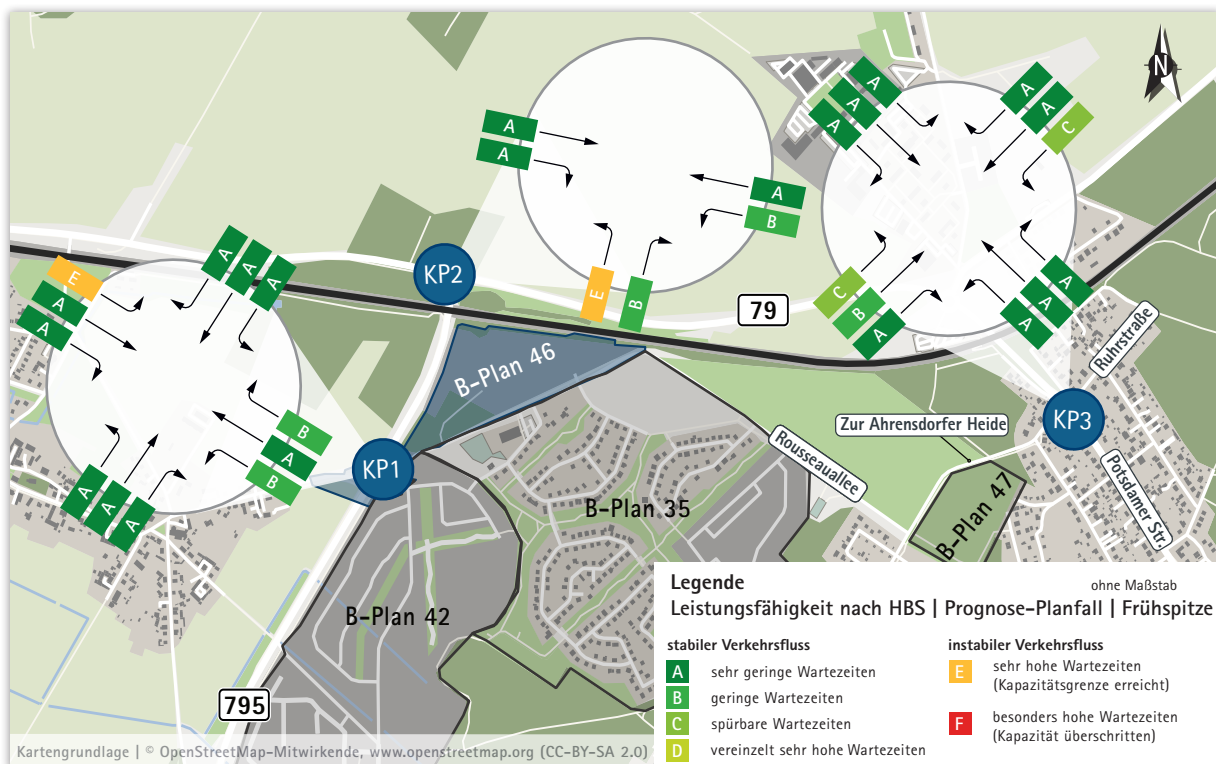 N
A
A
A
A
A
A
C
A
A
A
B
E
B
C
B
A
A
A
A
KP2
79
E
A
A
A
A
A
B
A
B
A
A
A
KP1
B-Plan 46
B-Plan 35
B-Plan 42
B-Plan 47
795
Rousseauallee
Zur Ahrensdorfer Heide
KP3
Ruhrstraße
Potsdamer Str.
Legende
ohne Maßstab
Leistungsfähigkeit nach HBS | Prognose-Planfall | Frühspitze
stabiler Verkehrsfluss
A sehr geringe Wartezeiten
B geringe Wartezeiten
C spürbare Wartezeiten
D vereinzelt sehr hohe Wartezeiten
instabiler Verkehrsfluss
E sehr hohe Wartezeiten
(Kapazitätsgrenze erreicht)
F besonders hohe Wartezeiten
(Kapazität überschritten)
Kartengrundlage | © OpenStreetMap-Mitwirkende, www.openstreetmap.org (CC-BY-SA 2.0)